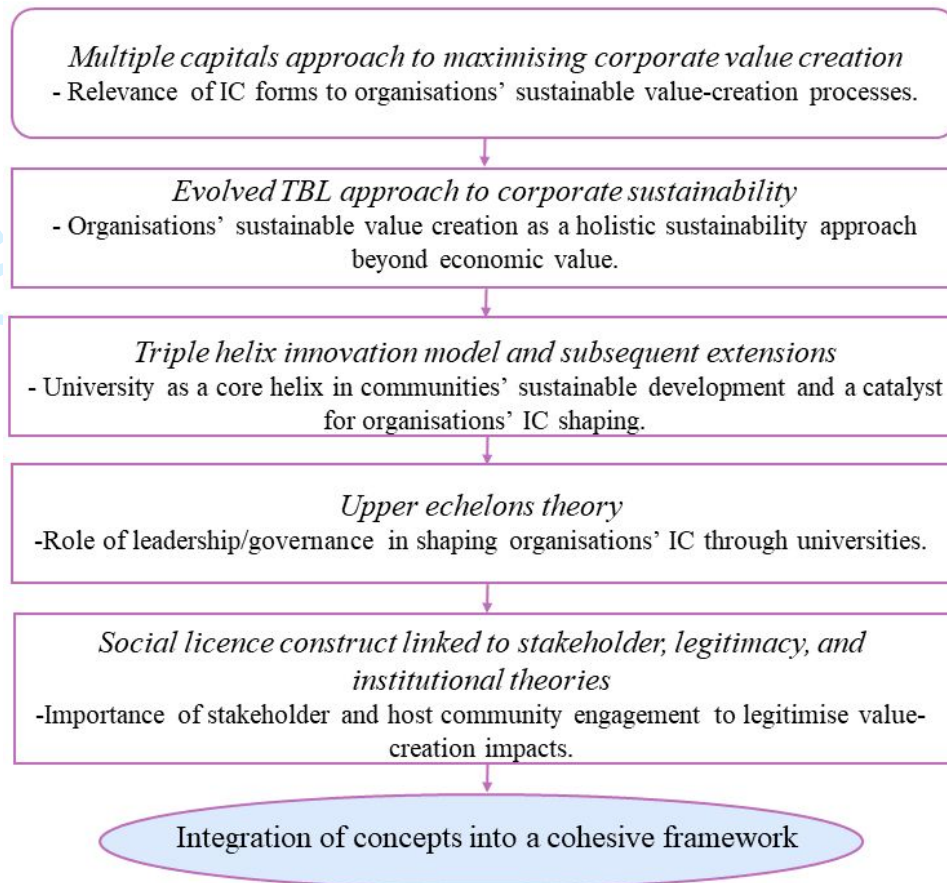 Multiple capitals approach to maximising corporate value creation
- Relevance of IC forms to organisations’ sustainable value-creation processes.
Evolved TBL approach to corporate sustainability
- Organisations’ sustainable value creation as a holistic sustainability approach
beyond economic value.
Triple helix innovation model and subsequent extensions
- University as a core helix in communities’ sustainable development and a catalyst
for organisations’ IC shaping.
Upper echelons theory
-Role of leadership/governance in shaping organisations’ IC through universities.
Social licence construct linked to stakeholder, legitimacy, and
institutional theories
-Importance of stakeholder and host community engagement to legitimise value-
creation impacts.
Integration of concepts into a cohesive framework